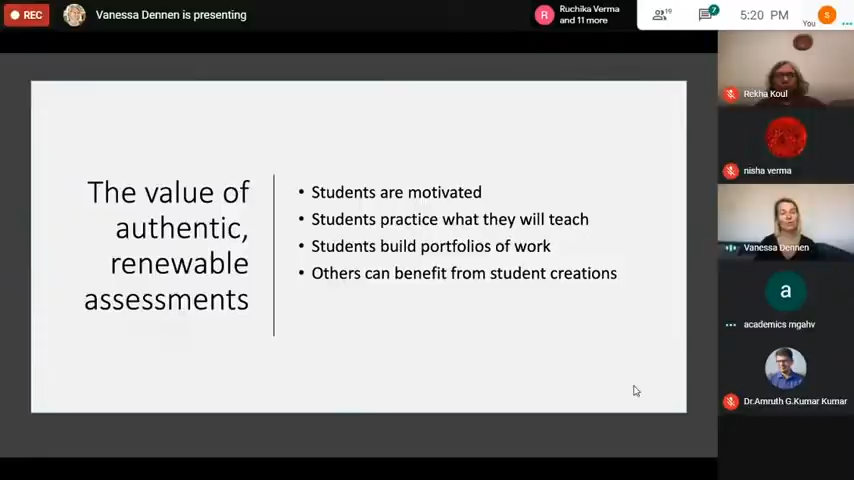 REC
Vanessa Dennen is presenting
R
Ruchika Verma
and 11 more
19
7
5:20 PM
You
S
The value of
authentic,
renewable
assessments
• Students are motivated
• Students practice what they will teach
• Students build portfolios of work
• Others can benefit from student creations
Rekha Koul
nisha verma
Vanessa Dennen
a
academics mgahv
Dr.Amruth G.Kumar Kumar